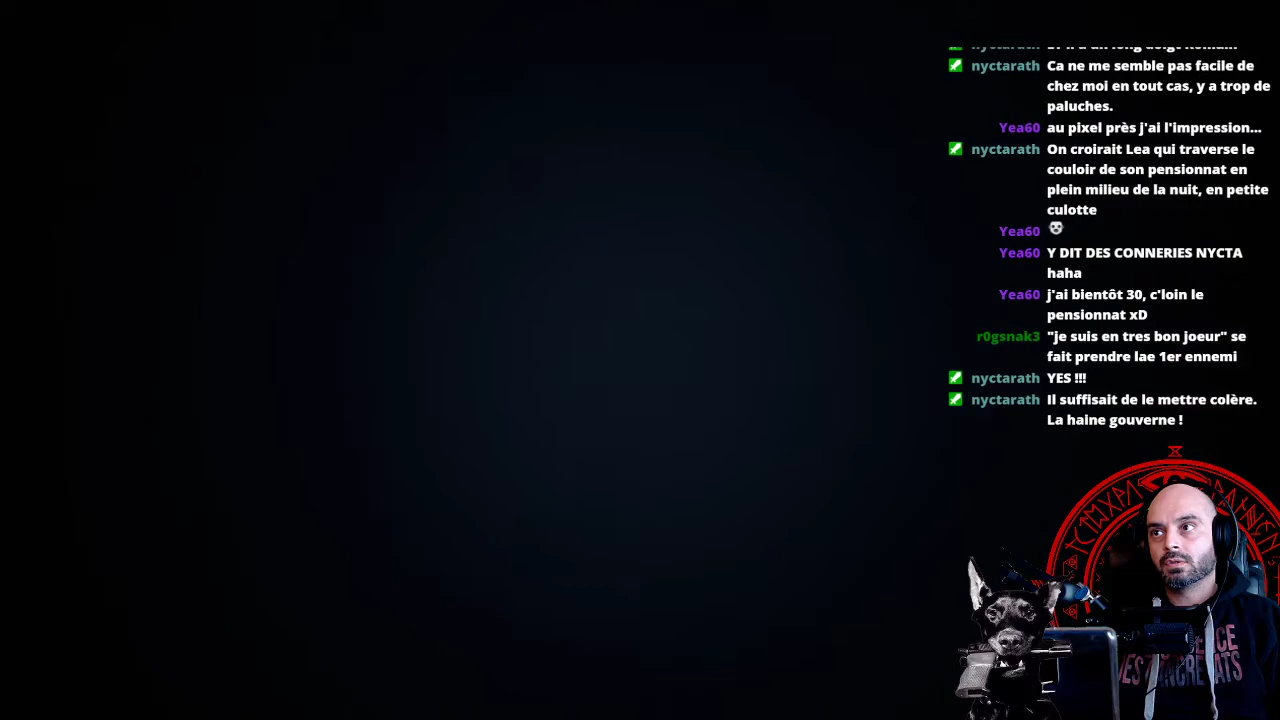 nyctarath Ca ne me semble pas facile de
chez moi en tout cas, y a trop de
paluches.
Yea60 au pixel près j'ai l'impression...
nyctarath On croirait Lea qui traverse le
couloir de son pensionnat en
plein milieu de la nuit, en petite
culotte
Yea60
Yea60 Y DIT DES CONNERIES NYCTA
haha
Yea60 j'ai bientôt 30, c'loin le
pensionnat xD
r0gsnak3 "je suis en tres bon joeur" se
fait prendre lae 1er ennemi
nyctarath YES !!!
nyctarath Il suffisait de le mettre colère.
La haine gouverne !